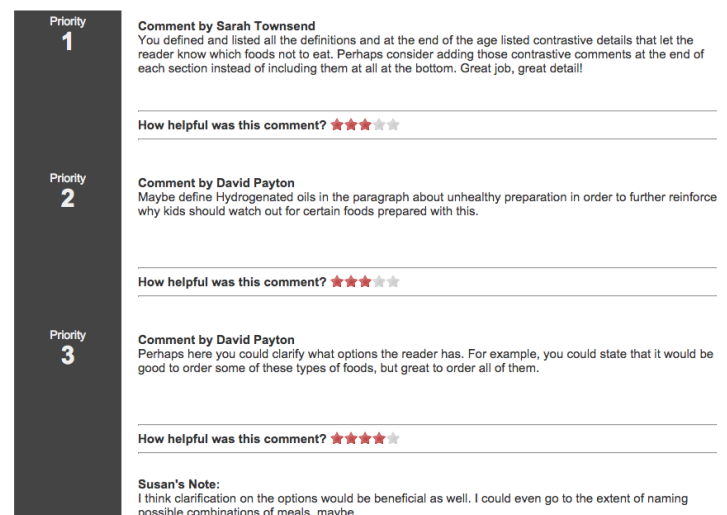 Priority
1
Comment by Sarah Townsend
You defined and listed all the definitions and at the end of the age listed contrastive details that let the
reader know which foods not to eat. Perhaps consider adding those contrastive comments at the end of
each section instead of including them at all at the bottom. Great job, great detail!
How helpful was this comment?
Priority
2
Comment by David Payton
Maybe define Hydrogenated oils in the paragraph about unhealthy preparation in order to further reinforce
why kids should watch out for certain foods prepared with this.
How helpful was this comment?
Priority
3
Comment by David Payton
Perhaps here you could clarify what options the reader has. For example, you could state that it would be
good to order some of these types of foods, but great to order all of them.
How helpful was this comment?
Susan's Note:
I think clarification on the options would be beneficial as well. I could even go to the extent of naming
possible combinations of meals, maybe.